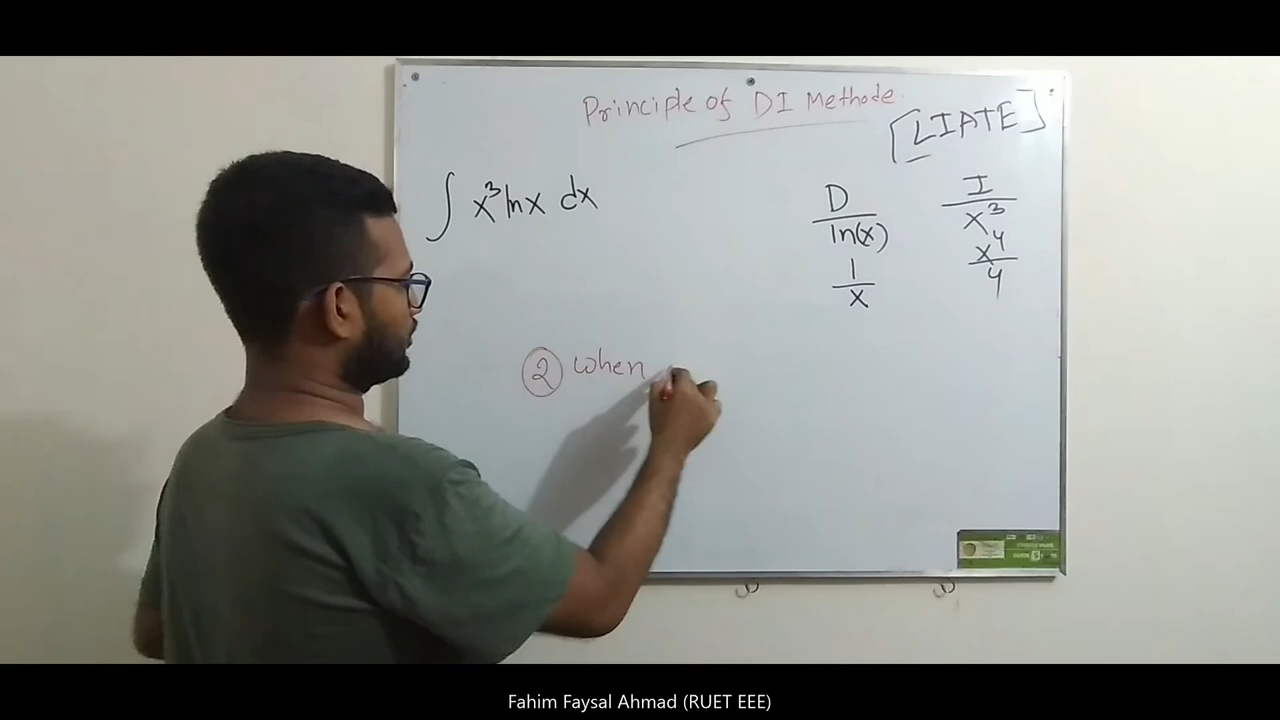 Principle of DI Methode
[LIATE]
∫ x³ lnx dx
D I
ln(x) x³
1/x x⁴/4
② when
Fahim Faysal Ahmad (RUET EEE)